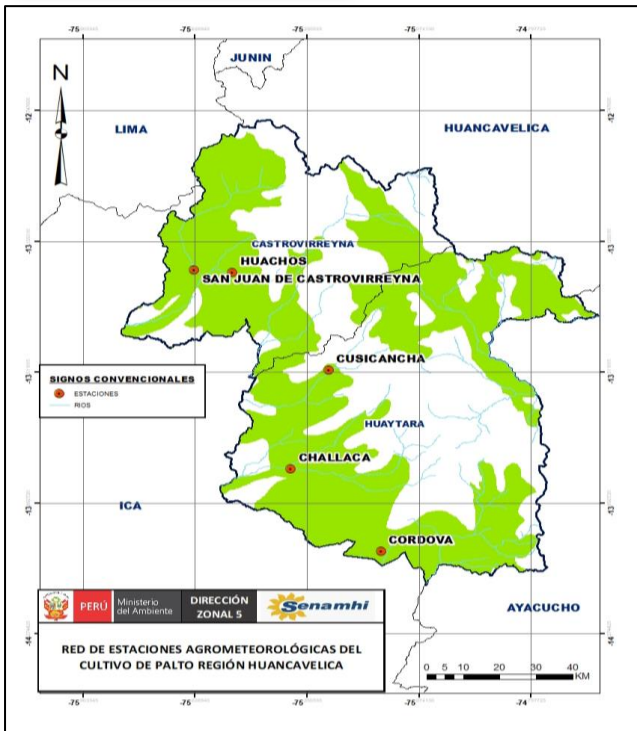 -75 -75 -75 -75 -74
N
JUNIN
LIMA
HUANCAVELICA
-12
-12
CASTROVIRREYNA
HUACHOS
SAN JUAN DE CASTROVIRREYNA
-13
-13
CUSICANCHA
-13
-13
SIGNOS CONVENCIONALES
ESTACIONES
RIOS
HUAYTARA
CHALLACA
ICA
-13
-13
CORDOVA
AYACUCHO
PERÚ Ministerio del Ambiente
DIRECCIÓN ZONAL 5
Senamhi
RED DE ESTACIONES AGROMETEOROLÓGICAS DEL
CULTIVO DE PALTO REGIÓN HUANCAVELICA
-14
-14
0 5 10 20 30 40
KM
-75 -75 -75 -75 -74